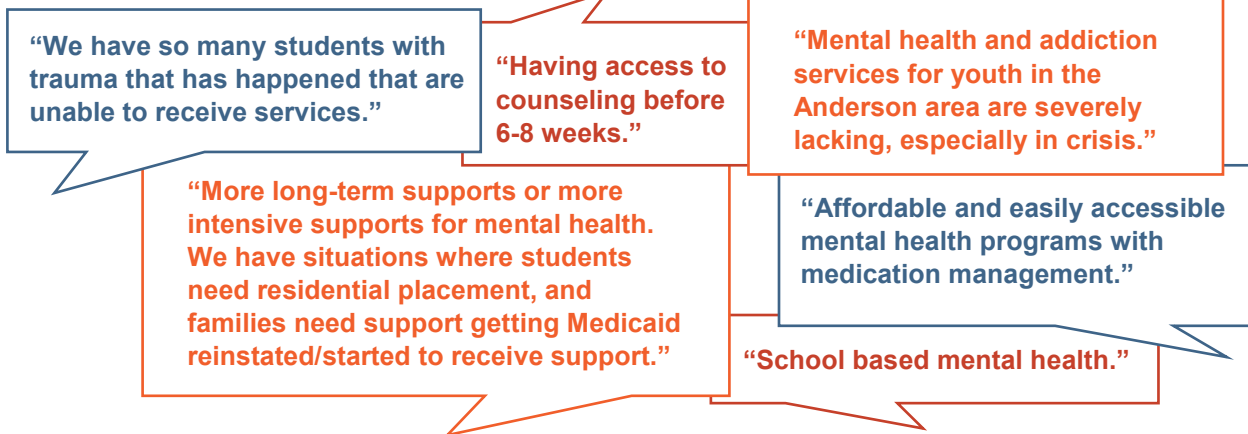 “We have so many students with
trauma that has happened that are
unable to receive services.”
“Having access to
counseling before
6-8 weeks.”
“Mental health and addiction
services for youth in the
Anderson area are severely
lacking, especially in crisis.”
“More long-term supports or more
intensive supports for mental health.
We have situations where students
need residential placement, and
families need support getting Medicaid
reinstated/started to receive support.”
“Affordable and easily accessible
mental health programs with
medication management.”
“School based mental health.”